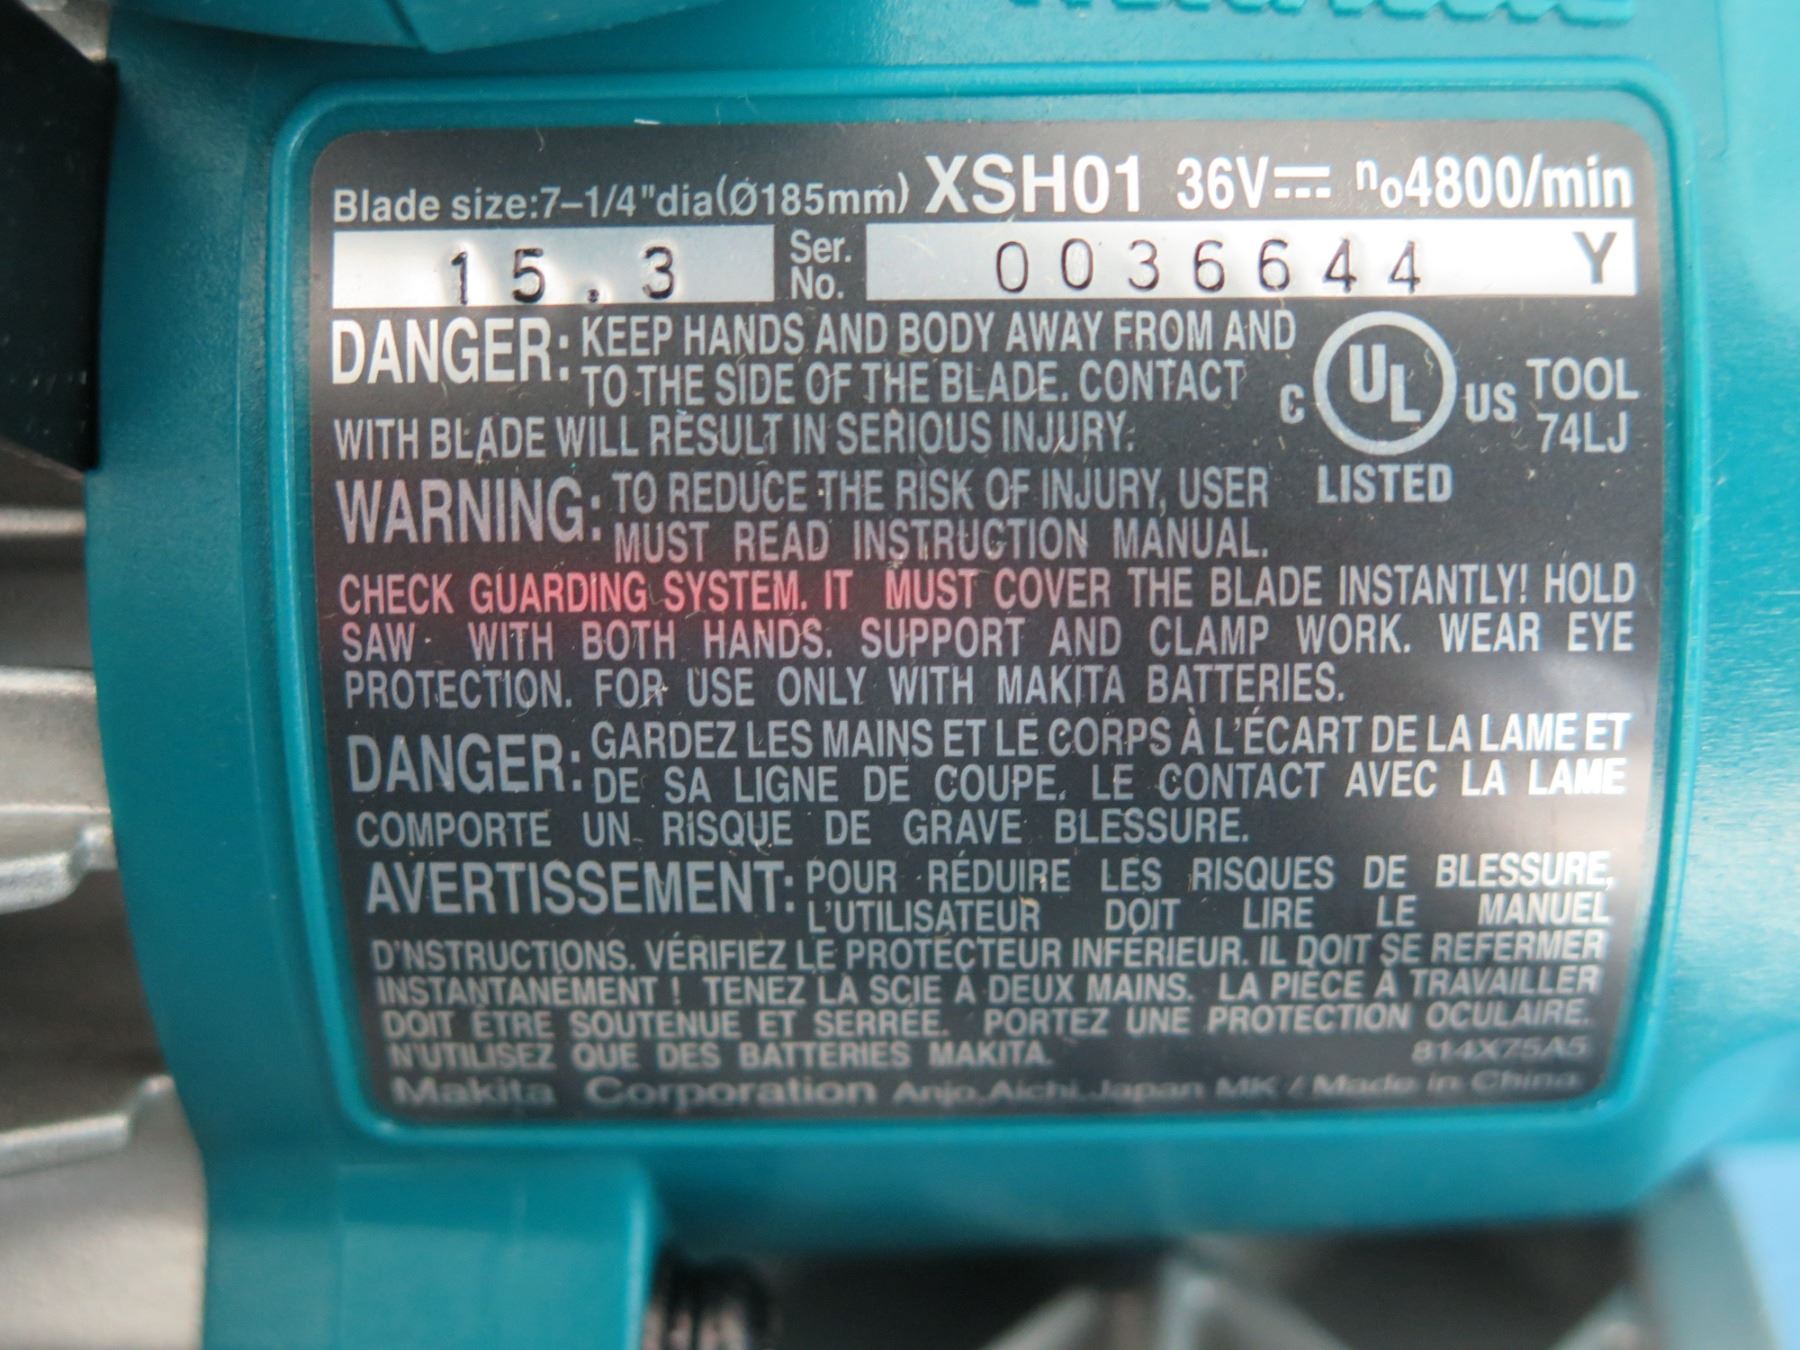 Blade size:7–1/4"dia(Ø185mm) XSH01 36V⎓ n₀4800/min
15.3 Ser. No. 0036644 Y
DANGER: KEEP HANDS AND BODY AWAY FROM AND
TO THE SIDE OF THE BLADE. CONTACT
WITH BLADE WILL RESULT IN SERIOUS INJURY.
C UL US TOOL
74LJ
LISTED
WARNING: TO REDUCE THE RISK OF INJURY, USER
MUST READ INSTRUCTION MANUAL.
CHECK GUARDING SYSTEM. IT MUST COVER THE BLADE INSTANTLY! HOLD
SAW WITH BOTH HANDS. SUPPORT AND CLAMP WORK. WEAR EYE
PROTECTION. FOR USE ONLY WITH MAKITA BATTERIES.
DANGER: GARDEZ LES MAINS ET LE CORPS À L'ÉCART DE LA LAME ET
DE SA LIGNE DE COUPE. LE CONTACT AVEC LA LAME
COMPORTE UN RISQUE DE GRAVE BLESSURE.
AVERTISSEMENT: POUR RÉDUIRE LES RISQUES DE BLESSURE,
L'UTILISATEUR DOIT LIRE LE MANUEL
D'NSTRUCTIONS. VÉRIFIEZ LE PROTECTEUR INFÉRIEUR. IL DOIT SE REFERMER
INSTANTANÉMENT ! TENEZ LA SCIE À DEUX MAINS. LA PIÈCE À TRAVAILLER
DOIT ÊTRE SOUTENUE ET SERRÉE. PORTEZ UNE PROTECTION OCULAIRE.
N'UTILISEZ QUE DES BATTERIES MAKITA.
814X75A5
Makita Corporation Anjo,Aichi,Japan MK / Made in China